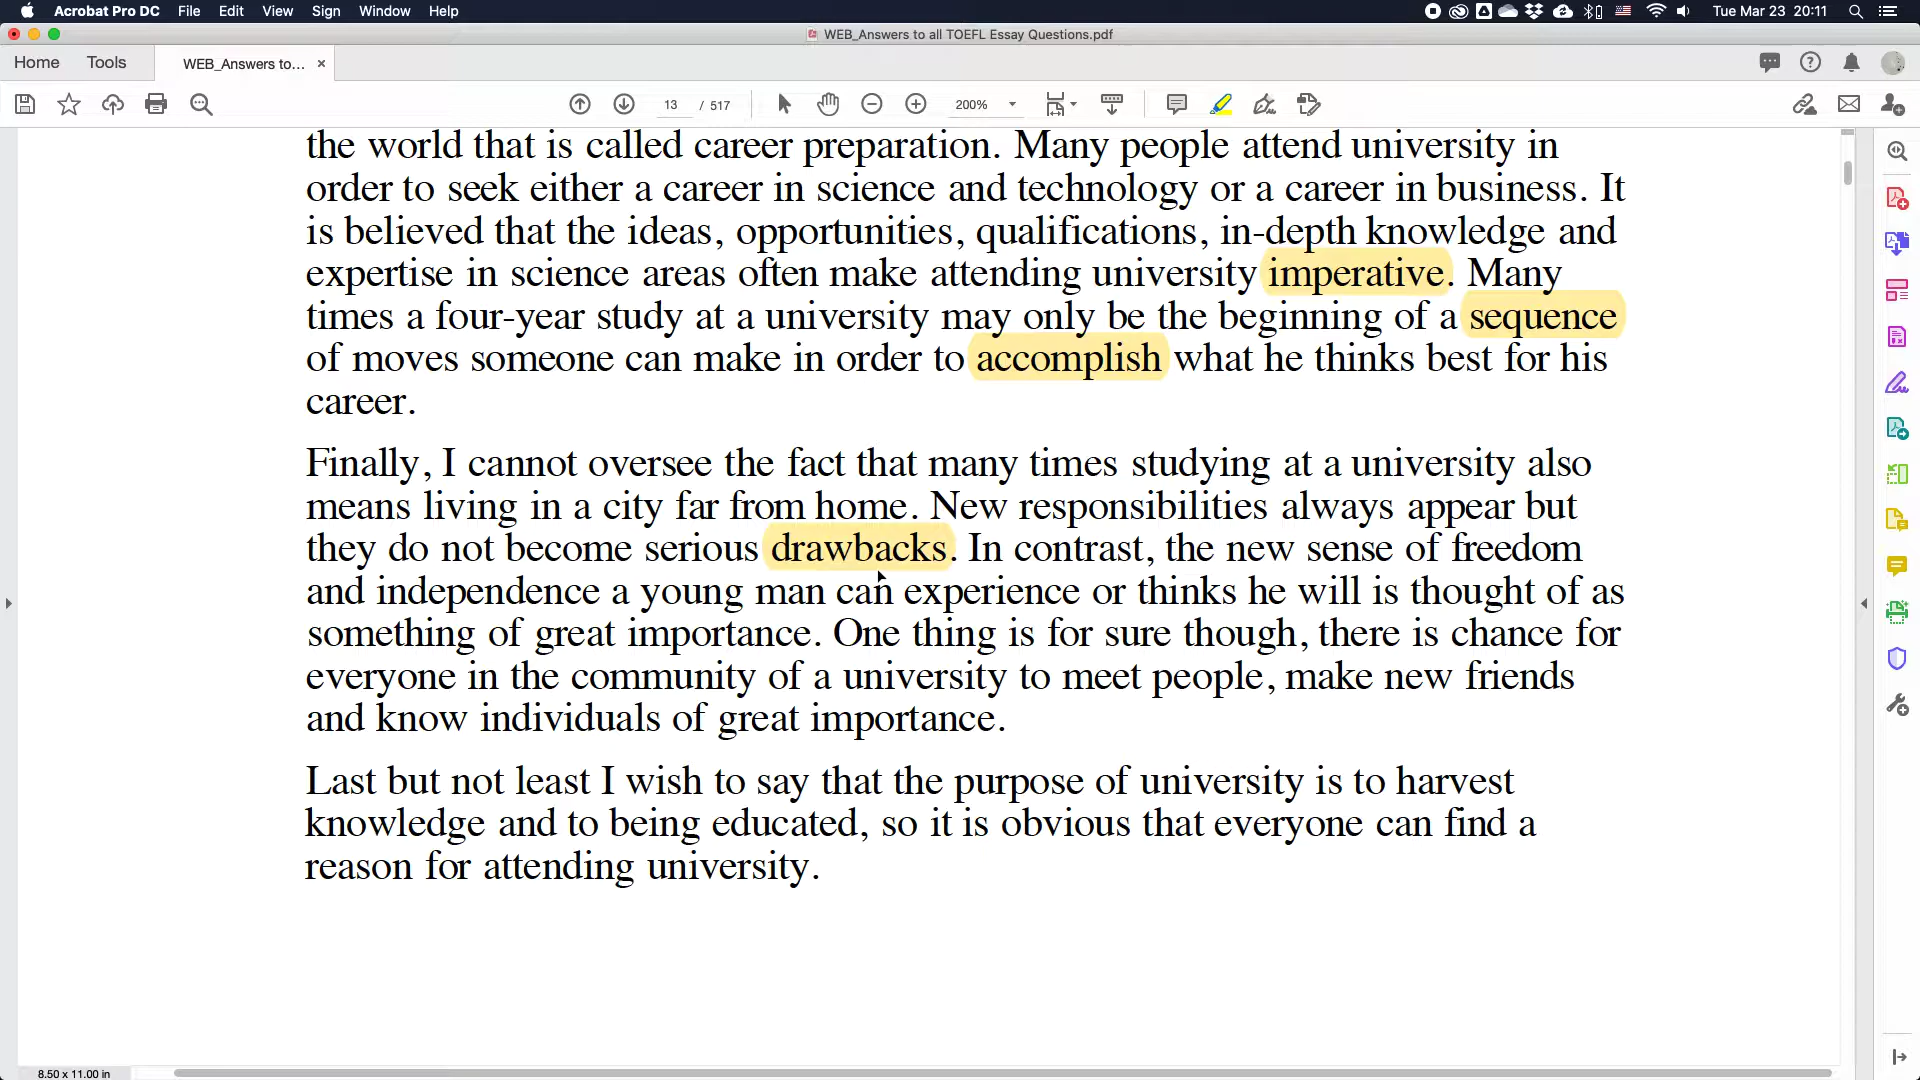 Acrobat Pro DC File Edit View Sign Window Help
Tue Mar 23 20:11
WEB_Answers to all TOEFL Essay Questions.pdf
Home Tools WEB_Answers to... ×
13 / 517 200%
the world that is called career preparation. Many people attend university in
order to seek either a career in science and technology or a career in business. It
is believed that the ideas, opportunities, qualifications, in-depth knowledge and
expertise in science areas often make attending university imperative. Many
times a four-year study at a university may only be the beginning of a sequence
of moves someone can make in order to accomplish what he thinks best for his
career.
Finally, I cannot oversee the fact that many times studying at a university also
means living in a city far from home. New responsibilities always appear but
they do not become serious drawbacks. In contrast, the new sense of freedom
and independence a young man can experience or thinks he will is thought of as
something of great importance. One thing is for sure though, there is chance for
everyone in the community of a university to meet people, make new friends
and know individuals of great importance.
Last but not least I wish to say that the purpose of university is to harvest
knowledge and to being educated, so it is obvious that everyone can find a
reason for attending university.
8.50 x 11.00 in